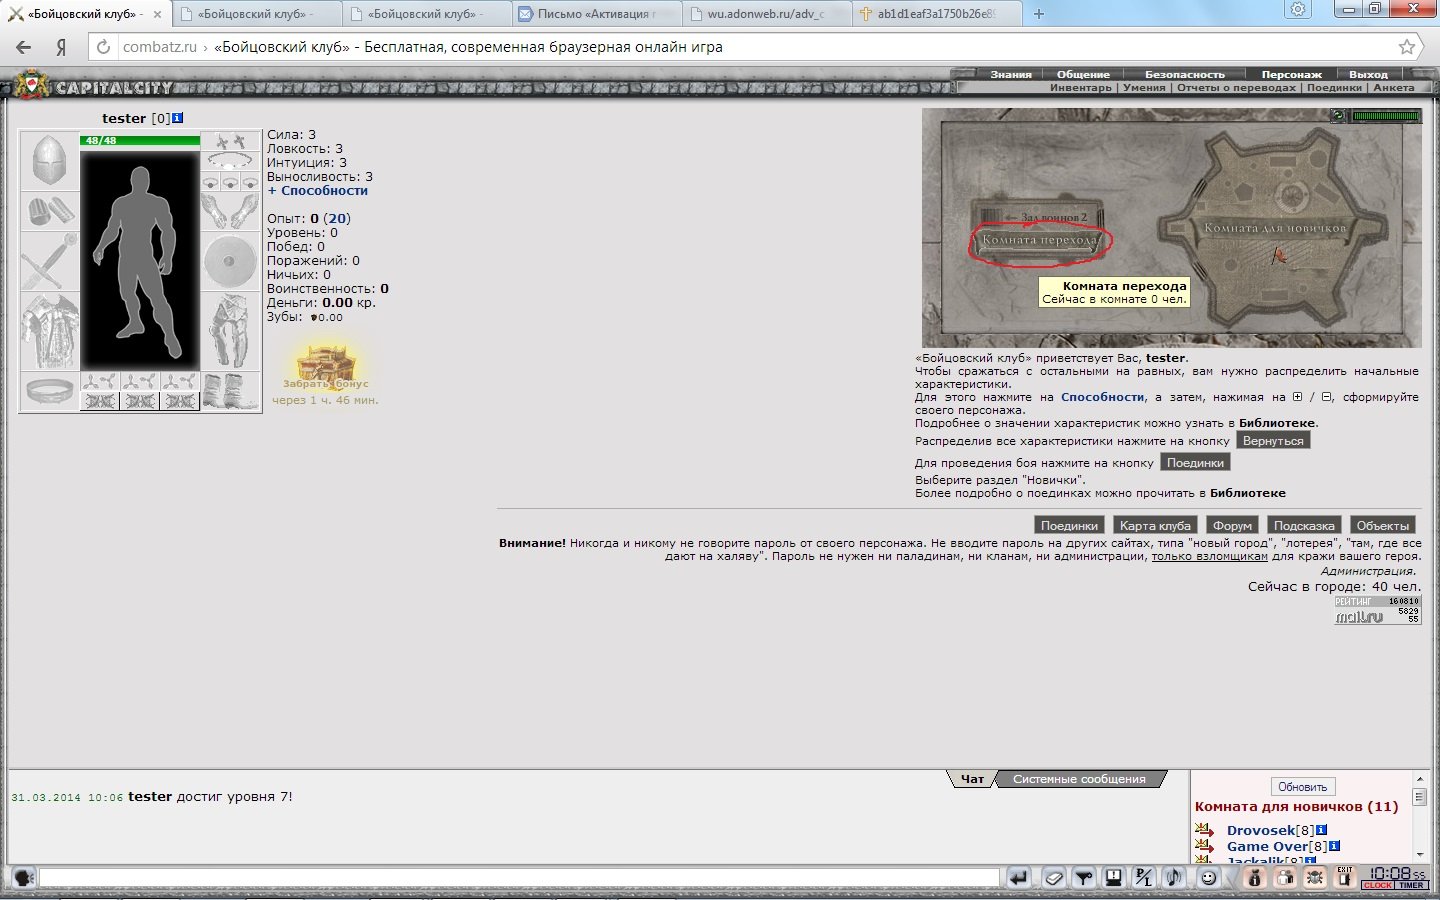 «Бойцовский клуб» -
«Бойцовский клуб» -
«Бойцовский клуб» -
Письмо «Активация
wu.adonweb.ru/adv_c
ab1d1eaf3a1750b26e89
Я
combatz.ru › «Бойцовский клуб» - Бесплатная, современная браузерная онлайн игра
CAPITALCITY
Знания | Общение | Безопасность | Персонаж | Выход
Инвентарь | Умения | Отчеты о переводах | Поединки | Анкета
tester [0]
48/48
Сила: 3
Ловкость: 3
Интуиция: 3
Выносливость: 3
+ Способности
Опыт: 0 (20)
Уровень: 0
Побед: 0
Поражений: 0
Ничьих: 0
Воинственность: 0
Деньги: 0.00 кр.
Зубы: 0.00
Забрать бонус
через 1 ч. 46 мин.
Зал воинов 2
Комната перехода
Комната для новичков
Комната перехода
Сейчас в комнате 0 чел.
«Бойцовский клуб» приветствует Вас, tester.
Чтобы сражаться с остальными на равных, вам нужно распределить начальные
характеристики.
Для этого нажмите на Способности, а затем, нажимая на + / -, сформируйте
своего персонажа.
Подробнее о значении характеристик можно узнать в Библиотеке.
Распределив все характеристики нажмите на кнопку Вернуться
Для проведения боя нажмите на кнопку Поединки
Выберите раздел "Новички".
Более подробно о поединках можно прочитать в Библиотеке
Поединки Карта клуба Форум Подсказка Объекты
Внимание! Никогда и никому не говорите пароль от своего персонажа. Не вводите пароль на других сайтах, типа "новый город", "лотерея", "там, где все
дают на халяву". Пароль не нужен ни паладинам, ни кланам, ни администрации, только взломщикам для кражи вашего героя.
Администрация.
Сейчас в городе: 40 чел.
РЕЙТИНГ 160810
mail.ru 5829
55
Чат Системные сообщения
31.03.2014 10:06 tester достиг уровня 7!
Обновить
Комната для новичков (11)
Drovosek[8]
Game Over[8]
Jackalik[8]
P/L
EXIT
10:08 55
CLOCK TIMER